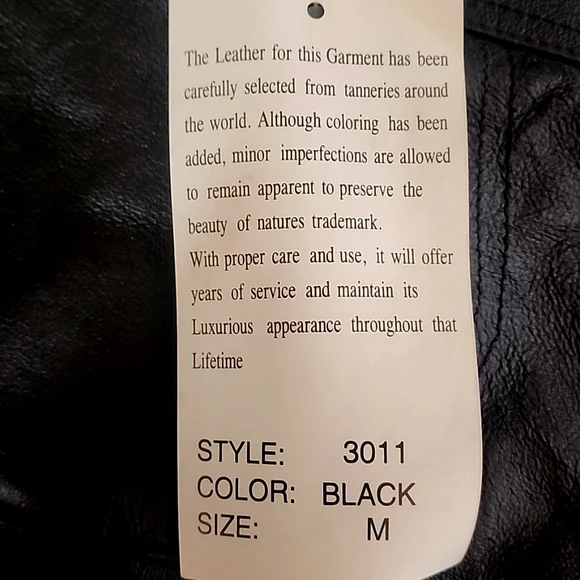 The Leather for this Garment has been
carefully selected from tanneries around
the world. Although coloring has been
added, minor imperfections are allowed
to remain apparent to preserve the
beauty of natures trademark.
With proper care and use, it will offer
years of service and maintain its
Luxurious appearance throughout that
Lifetime
STYLE: 3011
COLOR: BLACK
SIZE: M